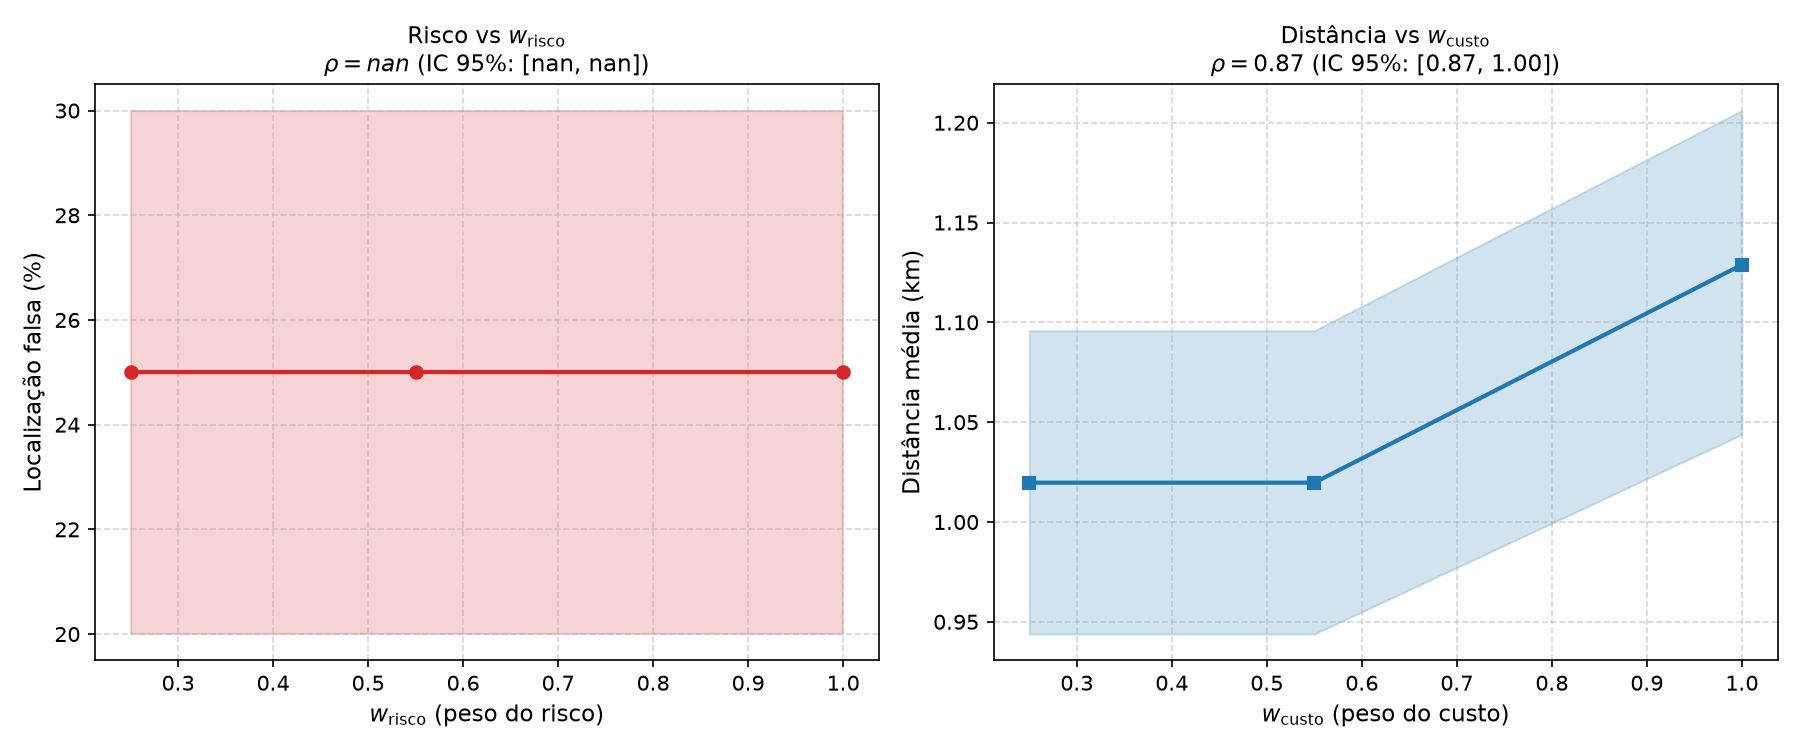 Risco vs w_risco
ρ = nan (IC 95%: [nan, nan])
Localização falsa (%)
30
28
26
24
22
20
0.3 0.4 0.5 0.6 0.7 0.8 0.9 1.0
w_risco (peso do risco)
Distância vs w_custo
ρ = 0.87 (IC 95%: [0.87, 1.00])
Distância média (km)
1.20
1.15
1.10
1.05
1.00
0.95
0.3 0.4 0.5 0.6 0.7 0.8 0.9 1.0
w_custo (peso do custo)